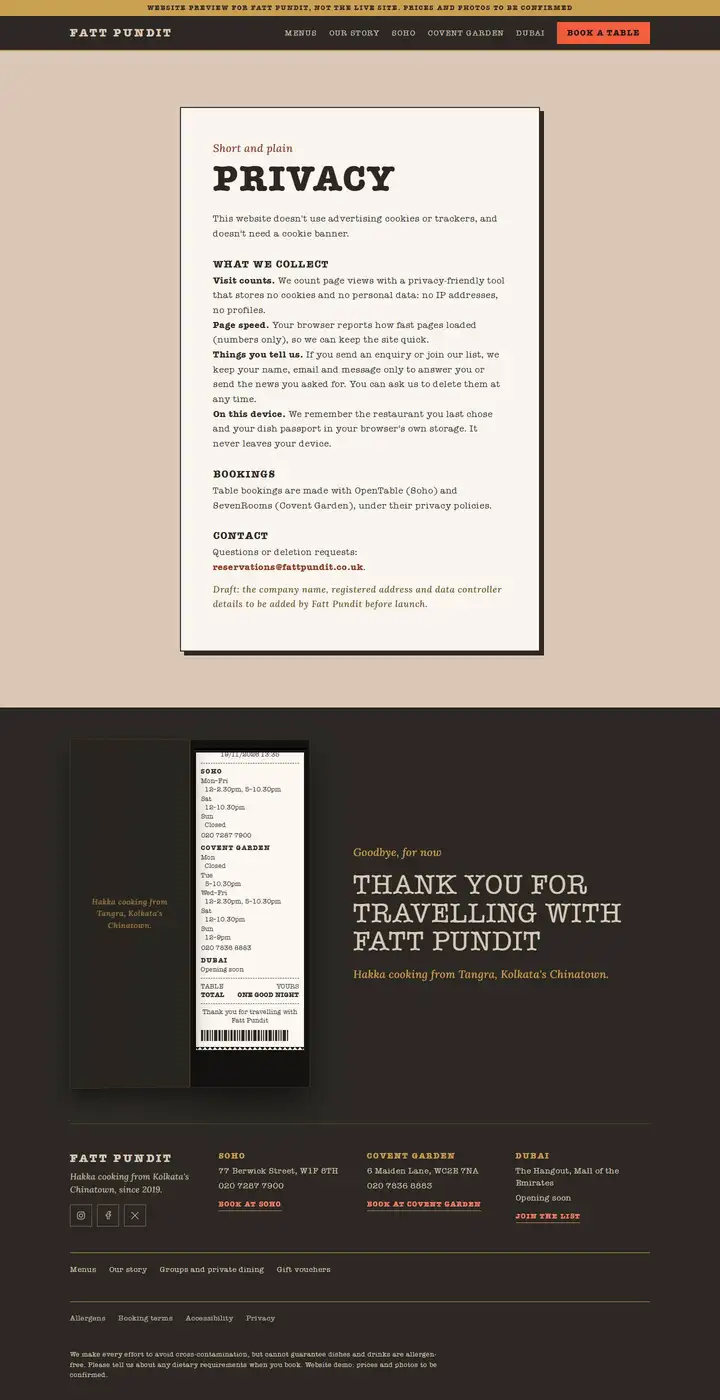 WEBSITE PREVIEW FOR FATT PUNDIT, NOT THE LIVE SITE. PRICES AND PHOTOS TO BE CONFIRMED
FATT PUNDIT
MENUS OUR STORY SOHO COVENT GARDEN DUBAI BOOK A TABLE
Short and plain
PRIVACY
This website doesn't use advertising cookies or trackers, and
doesn't need a cookie banner.
WHAT WE COLLECT
Visit counts. We count page views with a privacy-friendly tool
that stores no cookies and no personal data: no IP addresses,
no profiles.
Page speed. Your browser reports how fast pages loaded
(numbers only), so we can keep the site quick.
Things you tell us. If you send an enquiry or join our list, we
keep your name, email and message only to answer you or
send the news you asked for. You can ask us to delete them at
any time.
On this device. We remember the restaurant you last chose
and your dish passport in your browser's own storage. It
never leaves your device.
BOOKINGS
Table bookings are made with OpenTable (Soho) and
SevenRooms (Covent Garden), under their privacy policies.
CONTACT
Questions or deletion requests:
reservations@fattpundit.co.uk.
Draft: the company name, registered address and data controller
details to be added by Fatt Pundit before launch.
Hakka cooking from
Tangra, Kolkata's
Chinatown.
19/11/2026 13:35
SOHO
Mon-Fri
12-2.30pm, 5-10.30pm
Sat
12-10.30pm
Sun
Closed
020 7287 7900
COVENT GARDEN
Mon
Closed
Tue
5-10.30pm
Wed-Fri
12-2.30pm, 5-10.30pm
Sat
12-10.30pm
Sun
12-9pm
020 7836 8883
DUBAI
Opening soon
TABLE YOURS
TOTAL ONE GOOD NIGHT
Thank you for travelling with
Fatt Pundit
Goodbye, for now
THANK YOU FOR
TRAVELLING WITH
FATT PUNDIT
Hakka cooking from Tangra, Kolkata's Chinatown.
FATT PUNDIT
Hakka cooking from Kolkata's
Chinatown, since 2019.
SOHO
77 Berwick Street, W1F 8TH
020 7287 7900
BOOK AT SOHO
COVENT GARDEN
6 Maiden Lane, WC2E 7NA
020 7836 8883
BOOK AT COVENT GARDEN
DUBAI
The Hangout, Mall of the
Emirates
Opening soon
JOIN THE LIST
Menus Our story Groups and private dining Gift vouchers
Allergens Booking terms Accessibility Privacy
We make every effort to avoid cross-contamination, but cannot guarantee dishes and drinks are allergen-
free. Please tell us about any dietary requirements when you book. Website demo: prices and photos to be
confirmed.